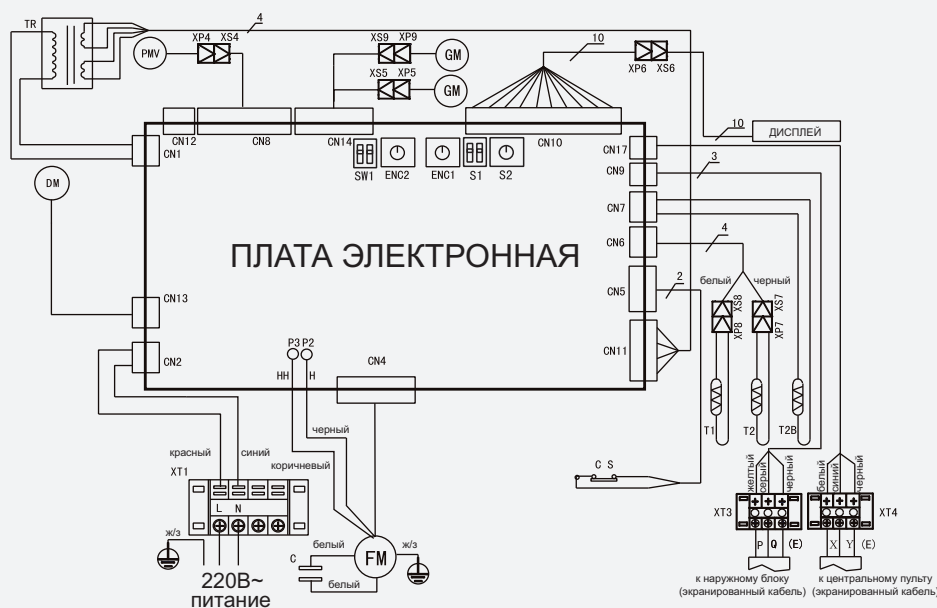 TR
4
XP4 XS4
XS9 XP9
PMV
GM
XS5 XP5
GM
10
XP6 XS6
10
ДИСПЛЕЙ
CN12
CN8
CN14
CN10
CN1
CN17
SW1
ENC2
ENC1
S1
S2
CN9
3
DM
CN7
ПЛАТА ЭЛЕКТРОННАЯ
CN6
4
белый
черный
CN5
2
CN13
XS8
XP8
XS7
XP7
CN2
P3 P2
CN4
CN11
HH
H
T1
T2
T2B
черный
красный
синий
коричневый
XT1
C S
желтый
серый
черный
белый
синий
черный
L N
XT3
XT4
ж/з
белый
ж/з
P Q (E)
X Y (E)
C
FM
белый
220В~
питание
к наружному блоку
(экранированный кабель)
к центральному пульту
(экранированный кабель)